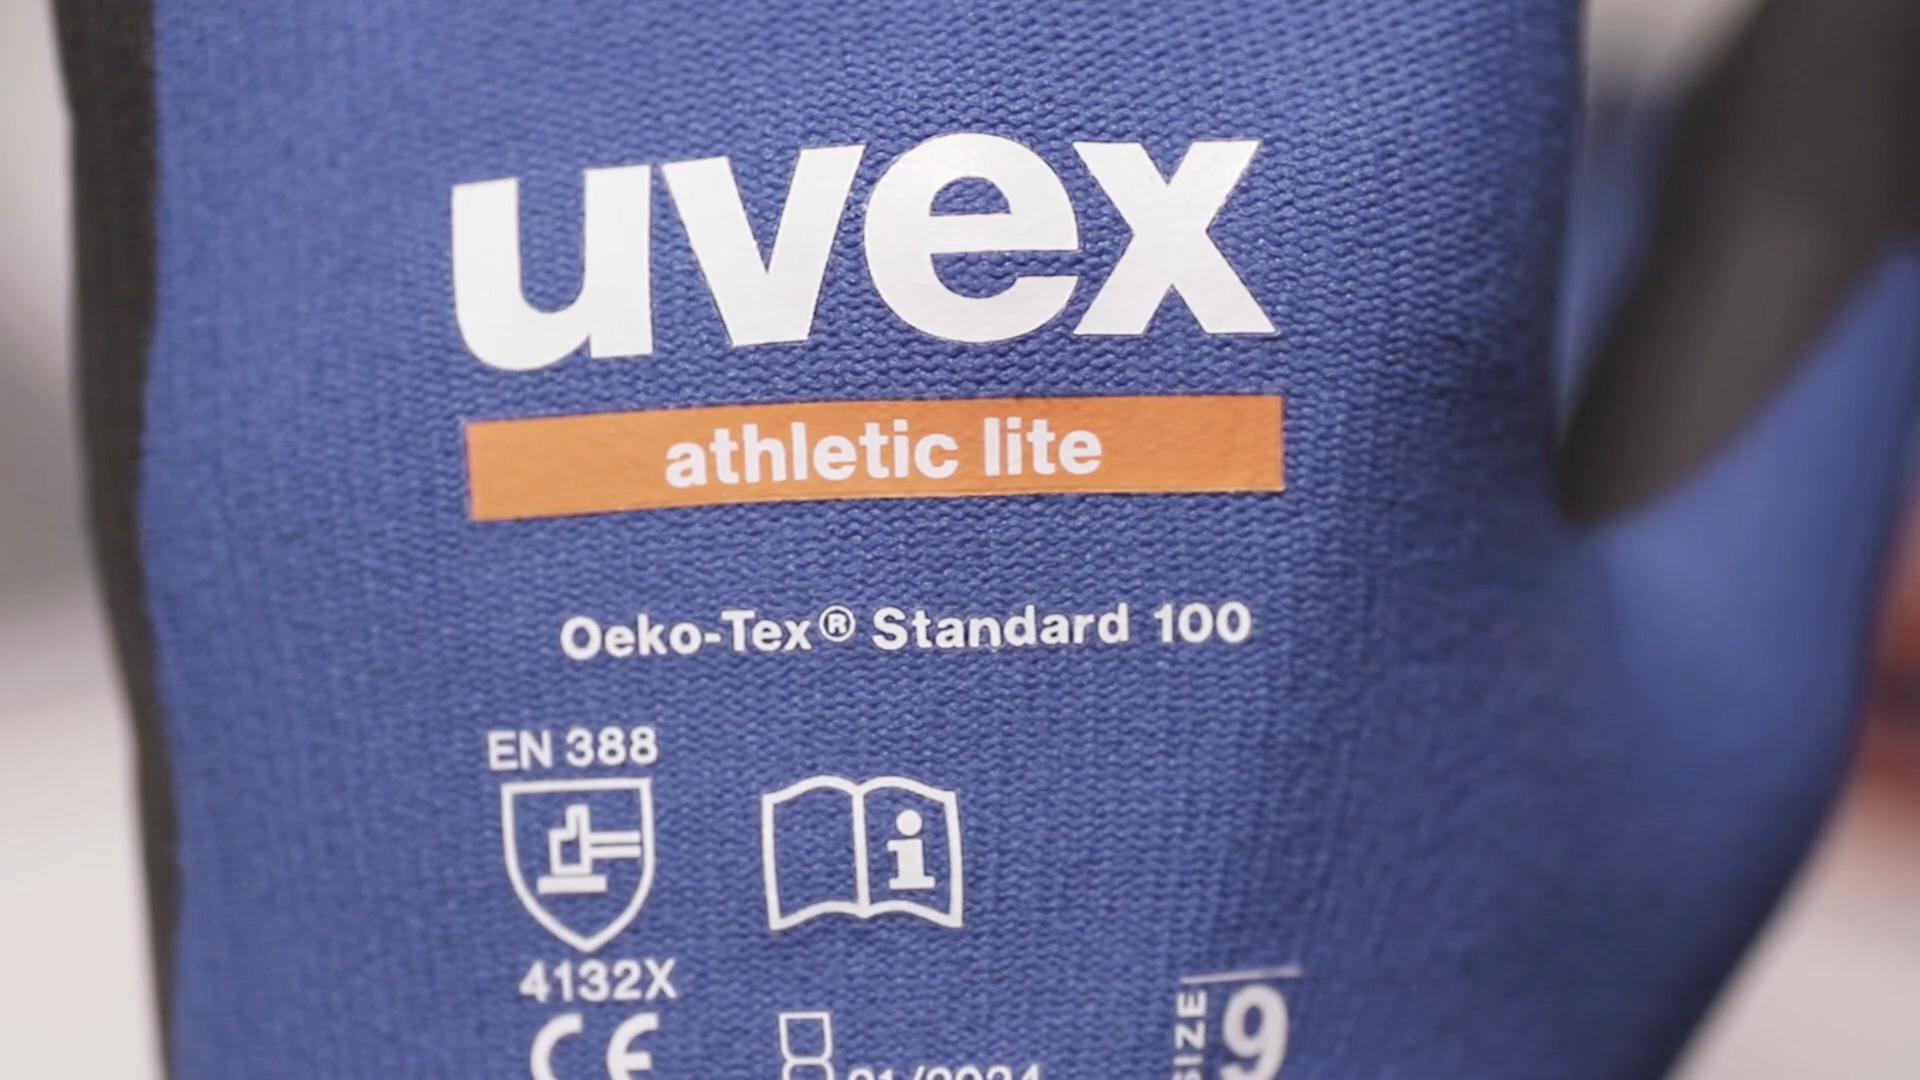 uvex
athletic lite
Oeko-Tex® Standard 100
EN 388
i
4132X
CE
SIZE
9